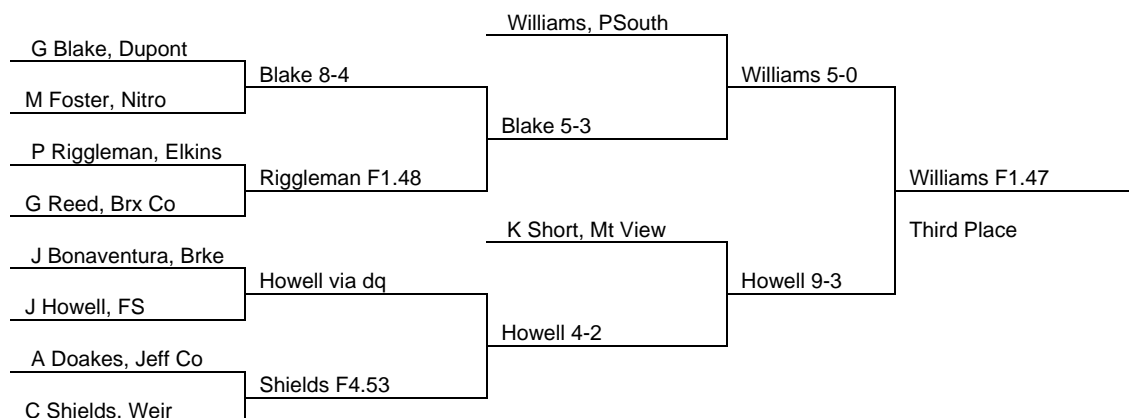 Williams, PSouth
G Blake, Dupont
Blake 8-4
Williams 5-0
M Foster, Nitro
Blake 5-3
P Riggleman, Elkins
Riggleman F1.48
Williams F1.47
G Reed, Brx Co
K Short, Mt View
Third Place
J Bonaventura, Brke
Howell via dq
Howell 9-3
J Howell, FS
Howell 4-2
A Doakes, Jeff Co
Shields F4.53
C Shields, Weir